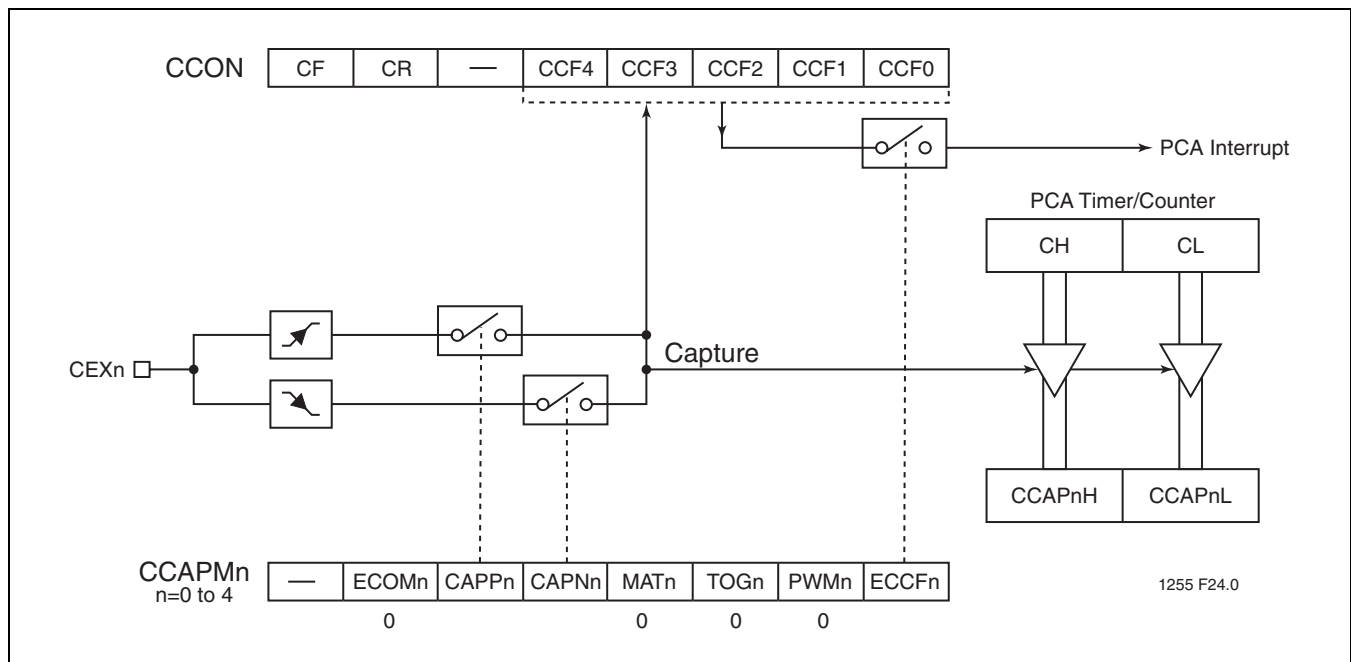 CCON CF CR — CCF4 CCF3 CCF2 CCF1 CCF0
PCA Interrupt
PCA Timer/Counter
CH CL
CEXn
Capture
CCAPnH CCAPnL
CCAPMn — ECOMn CAPPn CAPNn MATn TOGn PWMn ECCFn
n=0 to 4
1255 F24.0
0 0 0 0